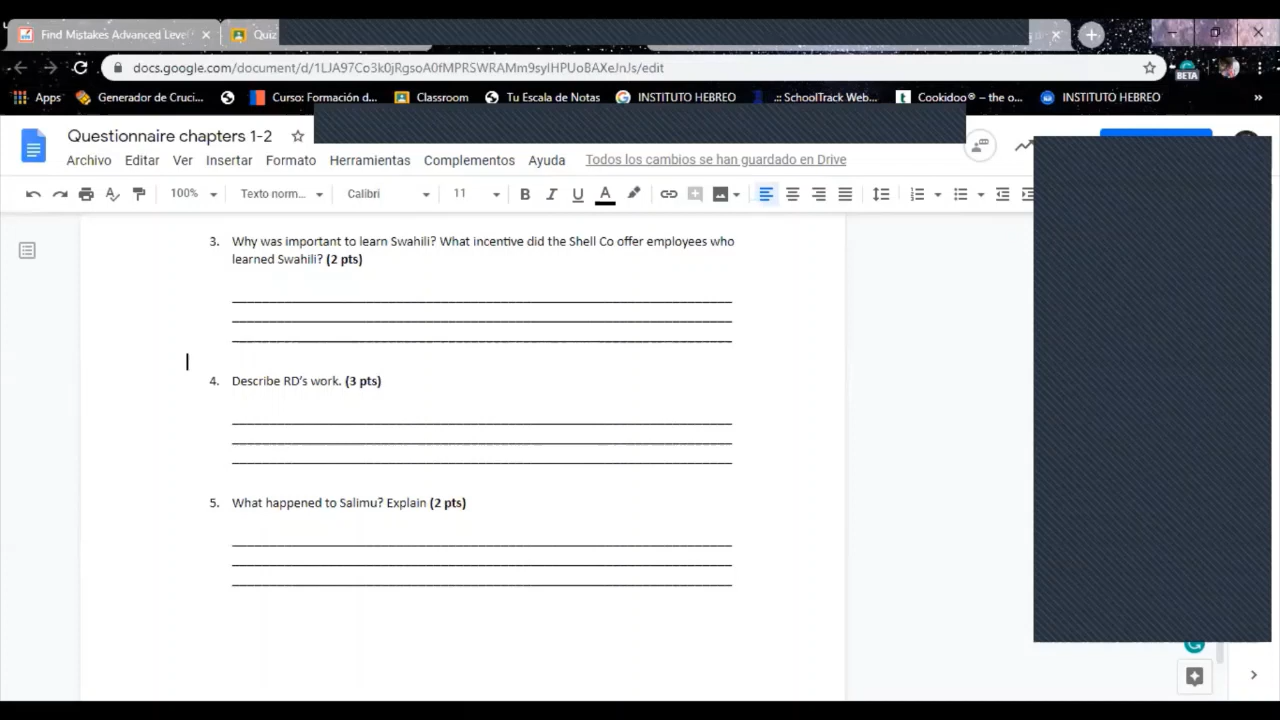 Find Mistakes Advanced Level
Quiz
docs.google.com/document/d/1LJA97Co3k0jRgsoA0fMPRSWRAMm9sylHPUoBAXeJnJs/edit
BETA
Apps Generador de Cruci... Curso: Formación d... Classroom Tu Escala de Notas INSTITUTO HEBREO .:: SchoolTrack Web... Cookidoo® – the o... INSTITUTO HEBREO »
Questionnaire chapters 1-2
Archivo Editar Ver Insertar Formato Herramientas Complementos Ayuda Todos los cambios se han guardado en Drive
100% Texto norm... Calibri 11 B I U A
3. Why was important to learn Swahili? What incentive did the Shell Co offer employees who
learned Swahili? (2 pts)
4. Describe RD's work. (3 pts)
5. What happened to Salimu? Explain (2 pts)